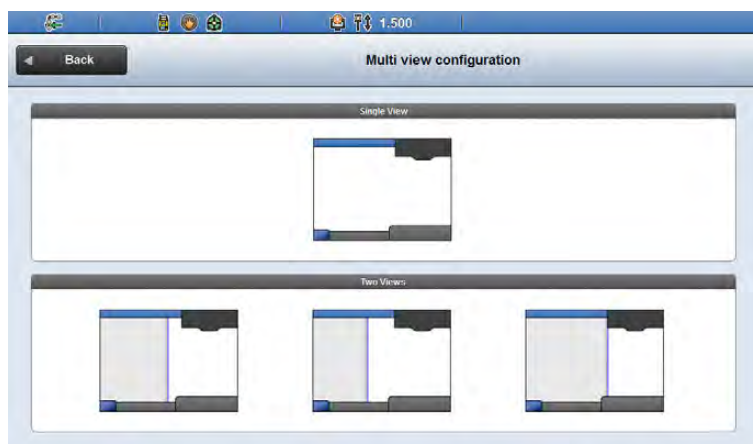 1.500
Back
Multi view configuration
Single View
Two Views